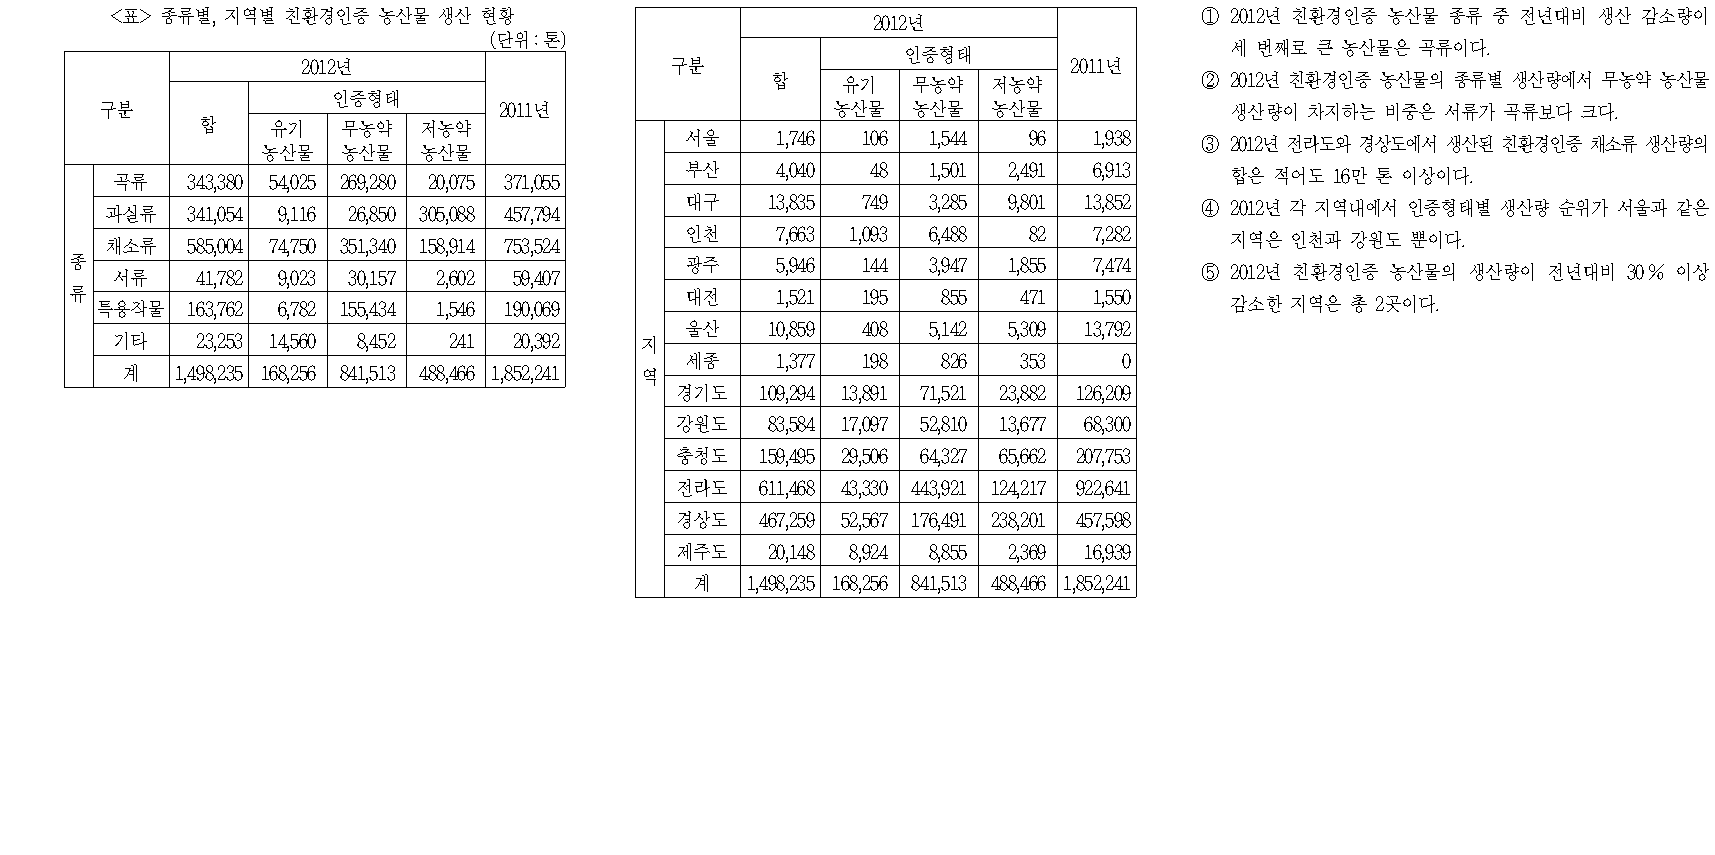 <표> 종류별, 지역별 친환경인증 농산물 생산 현황
(단위 : 톤)
구분 2012년 2011년
합 인증형태
유기 농산물 무농약 농산물 저농약 농산물
종류
곡류 343,380 54,025 269,280 20,075 371,055
과실류 341,054 9,116 26,850 305,088 457,794
채소류 585,004 74,750 351,340 158,914 753,524
서류 41,782 9,023 30,157 2,602 59,407
특용작물 163,762 6,782 155,434 1,546 190,069
기타 23,253 14,560 8,452 241 20,392
계 1,498,235 168,256 841,513 488,466 1,852,241
구분 2012년 2011년
합 인증형태
유기 농산물 무농약 농산물 저농약 농산물
지역
서울 1,746 106 1,544 96 1,938
부산 4,040 48 1,501 2,491 6,913
대구 13,835 749 3,285 9,801 13,852
인천 7,663 1,093 6,488 82 7,282
광주 5,946 144 3,947 1,855 7,474
대전 1,521 195 855 471 1,550
울산 10,859 408 5,142 5,309 13,792
세종 1,377 198 826 353 0
경기도 109,294 13,891 71,521 23,882 126,209
강원도 83,584 17,097 52,810 13,677 68,300
충청도 159,495 29,506 64,327 65,662 207,753
전라도 611,468 43,330 443,921 124,217 922,641
경상도 467,259 52,567 176,491 238,201 457,598
제주도 20,148 8,924 8,855 2,369 16,939
계 1,498,235 168,256 841,513 488,466 1,852,241
① 2012년 친환경인증 농산물 종류 중 전년대비 생산 감소량이
세 번째로 큰 농산물은 곡류이다.
② 2012년 친환경인증 농산물의 종류별 생산량에서 무농약 농산물
생산량이 차지하는 비중은 서류가 곡류보다 크다.
③ 2012년 전라도와 경상도에서 생산된 친환경인증 채소류 생산량의
합은 적어도 16만 톤 이상이다.
④ 2012년 각 지역내에서 인증형태별 생산량 순위가 서울과 같은
지역은 인천과 강원도 뿐이다.
⑤ 2012년 친환경인증 농산물의 생산량이 전년대비 30 % 이상
감소한 지역은 총 2곳이다.